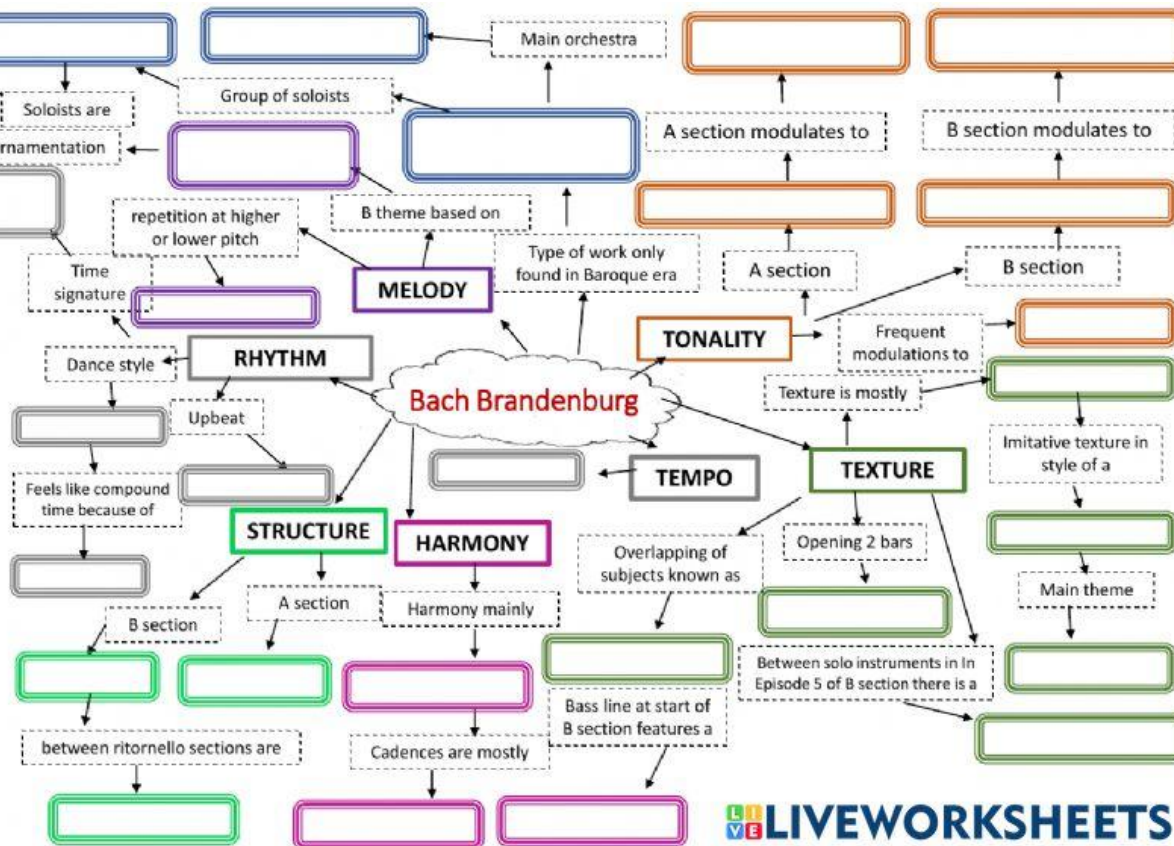 Main orchestra
Group of soloists
Soloists are
A section modulates to
B section modulates to
rnamentation
repetition at higher
or lower pitch
B theme based on
Type of work only
found in Baroque era
Time
signature
MELODY
A section
B section
TONALITY
Frequent
modulations to
RHYTHM
Dance style
Texture is mostly
Bach Brandenburg
Upbeat
Imitative texture in
style of a
TEMPO
TEXTURE
Feels like compound
time because of
STRUCTURE
HARMONY
Overlapping of
subjects known as
Opening 2 bars
A section
Harmony mainly
Main theme
B section
Between solo instruments in In
Episode 5 of B section there is a
Bass line at start of
B section features a
between ritornello sections are
Cadences are mostly
LIVE LIVEWORKSHEETS